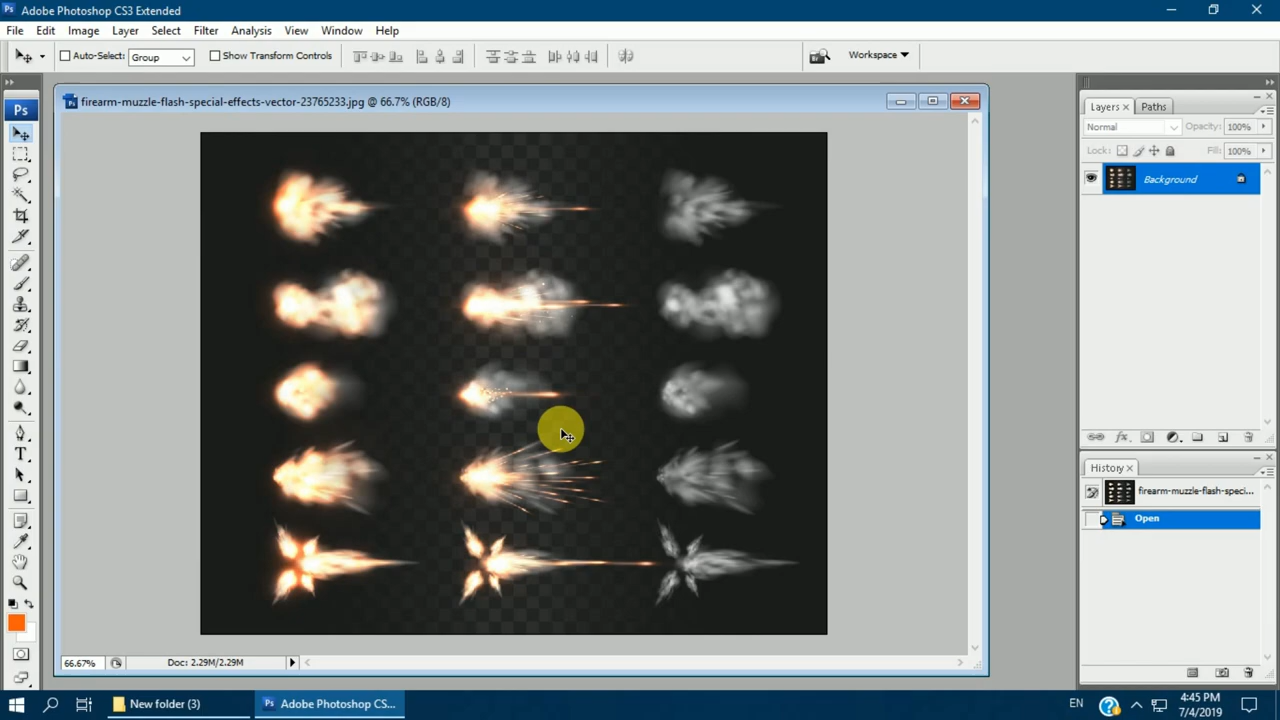 Ps Adobe Photoshop CS3 Extended
File Edit Image Layer Select Filter Analysis View Window Help
Auto-Select: Group Show Transform Controls Workspace
Ps firearm-muzzle-flash-special-effects-vector-23765233.jpg @ 66.7% (RGB/8)
Layers × Paths
Normal Opacity: 100%
Lock: Fill: 100%
Background
History ×
firearm-muzzle-flash-speci...
Open
T
66.67% Doc: 2.29M/2.29M
New folder (3) Ps Adobe Photoshop CS... EN 4:45 PM
7/4/2019